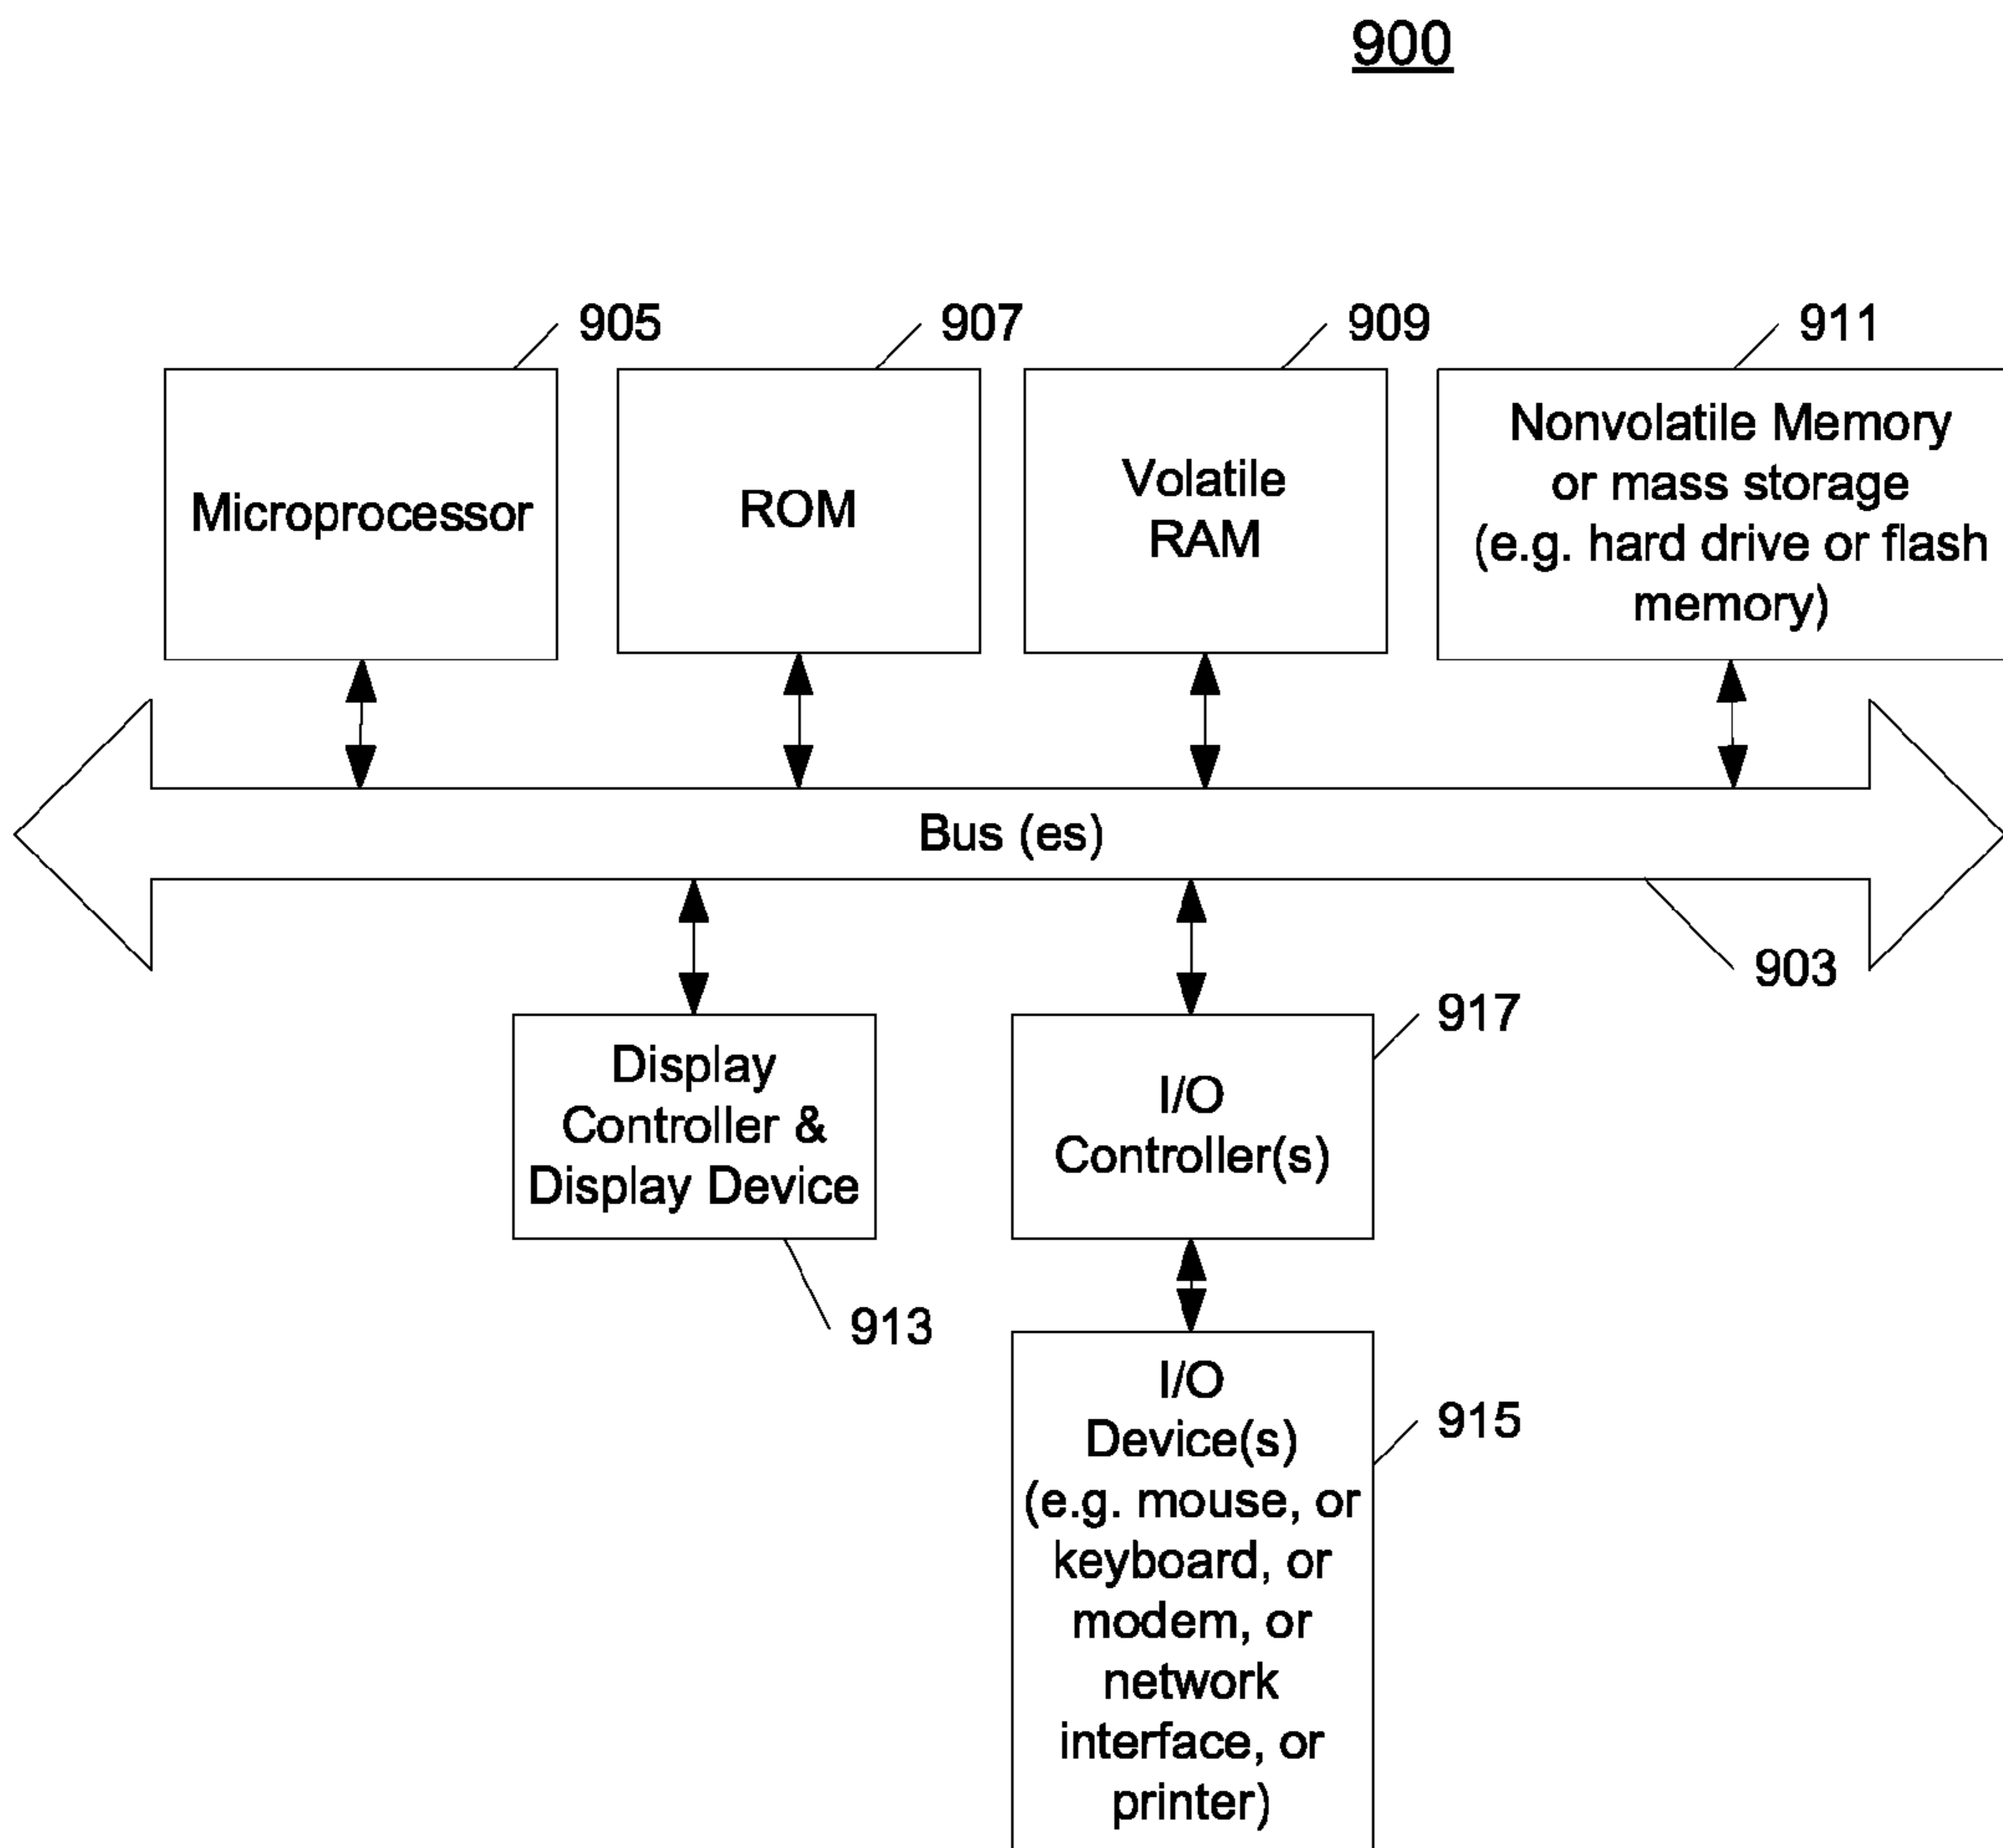 900
905
907
909
911
Microprocessor
ROM
Volatile
RAM
Nonvolatile Memory
or mass storage
(e.g. hard drive or flash
memory)
Bus (es)
903
917
Display
Controller &
Display Device
I/O
Controller(s)
913
I/O
Device(s)
(e.g. mouse, or
keyboard, or
modem, or
network
interface, or
printer)
915